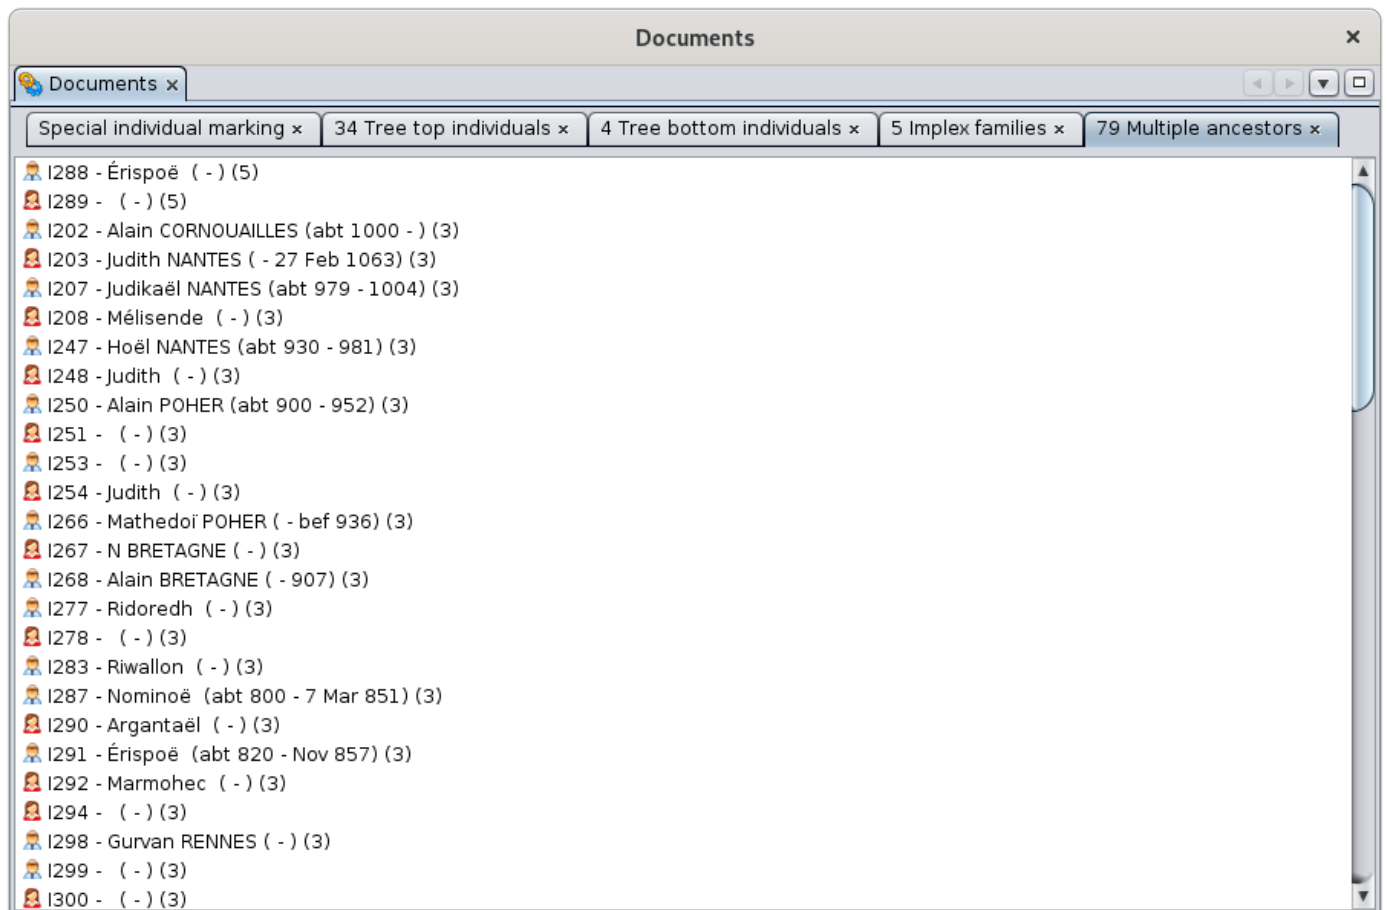 Documents
Documents
Special individual marking 34 Tree top individuals 4 Tree bottom individuals 5 Implex families 79 Multiple ancestors
I288 - Érispoë ( - ) (5)
I289 - ( - ) (5)
I202 - Alain CORNOUAILLES (abt 1000 - ) (3)
I203 - Judith NANTES ( - 27 Feb 1063) (3)
I207 - Judikaël NANTES (abt 979 - 1004) (3)
I208 - Mélisende ( - ) (3)
I247 - Hoël NANTES (abt 930 - 981) (3)
I248 - Judith ( - ) (3)
I250 - Alain POHER (abt 900 - 952) (3)
I251 - ( - ) (3)
I253 - ( - ) (3)
I254 - Judith ( - ) (3)
I266 - Mathedoï POHER ( - bef 936) (3)
I267 - N BRETAGNE ( - ) (3)
I268 - Alain BRETAGNE ( - 907) (3)
I277 - Ridoredh ( - ) (3)
I278 - ( - ) (3)
I283 - Riwallon ( - ) (3)
I287 - Nominoë (abt 800 - 7 Mar 851) (3)
I290 - Argantaël ( - ) (3)
I291 - Érispoë (abt 820 - Nov 857) (3)
I292 - Marmohec ( - ) (3)
I294 - ( - ) (3)
I298 - Gurvan RENNES ( - ) (3)
I299 - ( - ) (3)
I300 - ( - ) (3)